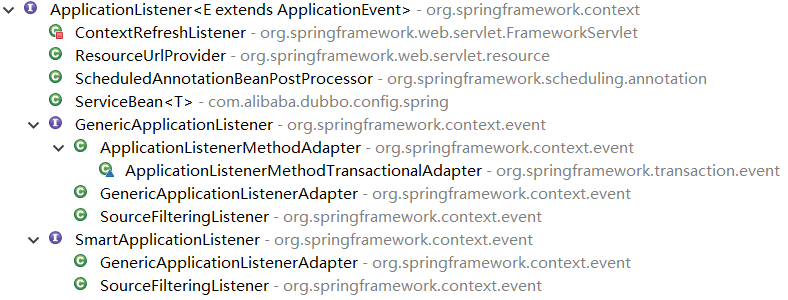 ApplicationListener<E extends ApplicationEvent> - org.springframework.context
ContextRefreshListener - org.springframework.web.servlet.FrameworkServlet
ResourceUrlProvider - org.springframework.web.servlet.resource
ScheduledAnnotationBeanPostProcessor - org.springframework.scheduling.annotation
ServiceBean<T> - com.alibaba.dubbo.config.spring
GenericApplicationListener - org.springframework.context.event
ApplicationListenerMethodAdapter - org.springframework.context.event
ApplicationListenerMethodTransactionalAdapter - org.springframework.transaction.event
GenericApplicationListenerAdapter - org.springframework.context.event
SourceFilteringListener - org.springframework.context.event
SmartApplicationListener - org.springframework.context.event
GenericApplicationListenerAdapter - org.springframework.context.event
SourceFilteringListener - org.springframework.context.event